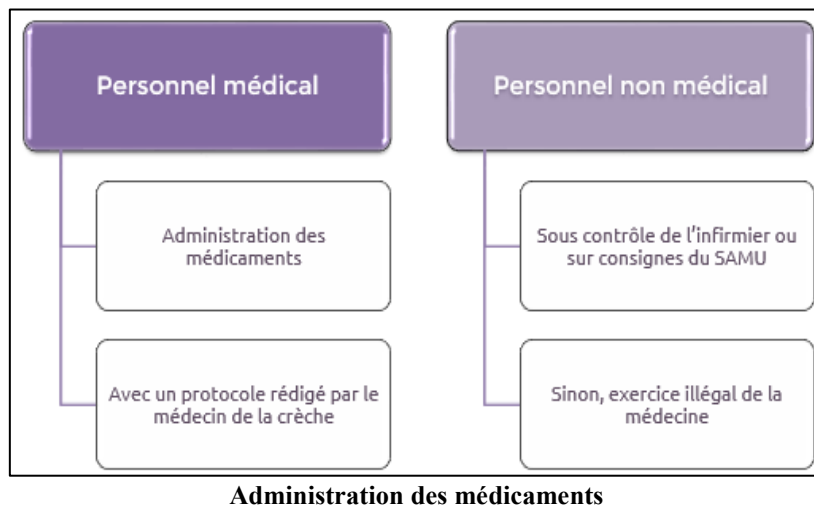 Personnel médical
Administration des
médicaments
Avec un protocole rédigé par le
médecin de la crèche
Personnel non médical
Sous contrôle de l'infirmier ou
sur consignes du SAMU
Sinon, exercice illégal de la
médecine
Administration des médicaments